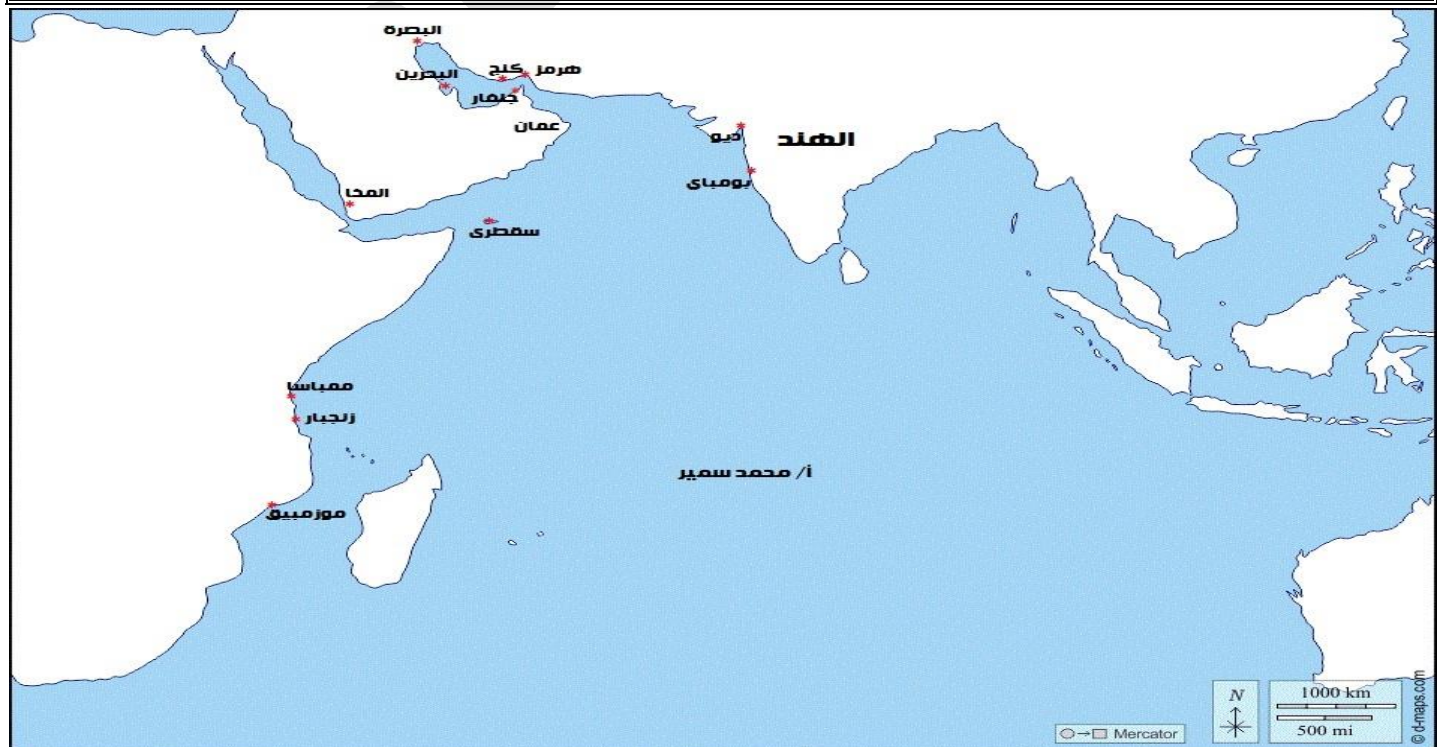 البصرة
هرمز
كنج
البحرين
جلفار
عمان
ديو
الهند
بومباى
المخا
سقطرى
ممباسا
زنجبار
أ/ محمد سمير
موزمبيق
N
1000 km
500 mi
Mercator
© d-maps.com